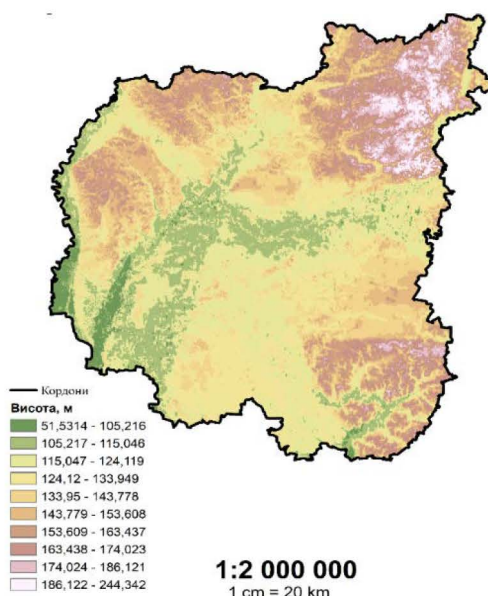 Кордони
Висота, м
51,5314 - 105,216
105,217 - 115,046
115,047 - 124,119
124,12 - 133,949
133,95 - 143,778
143,779 - 153,608
153,609 - 163,437
163,438 - 174,023
174,024 - 186,121
186,122 - 244,342
1:2 000 000
1 cm = 20 km